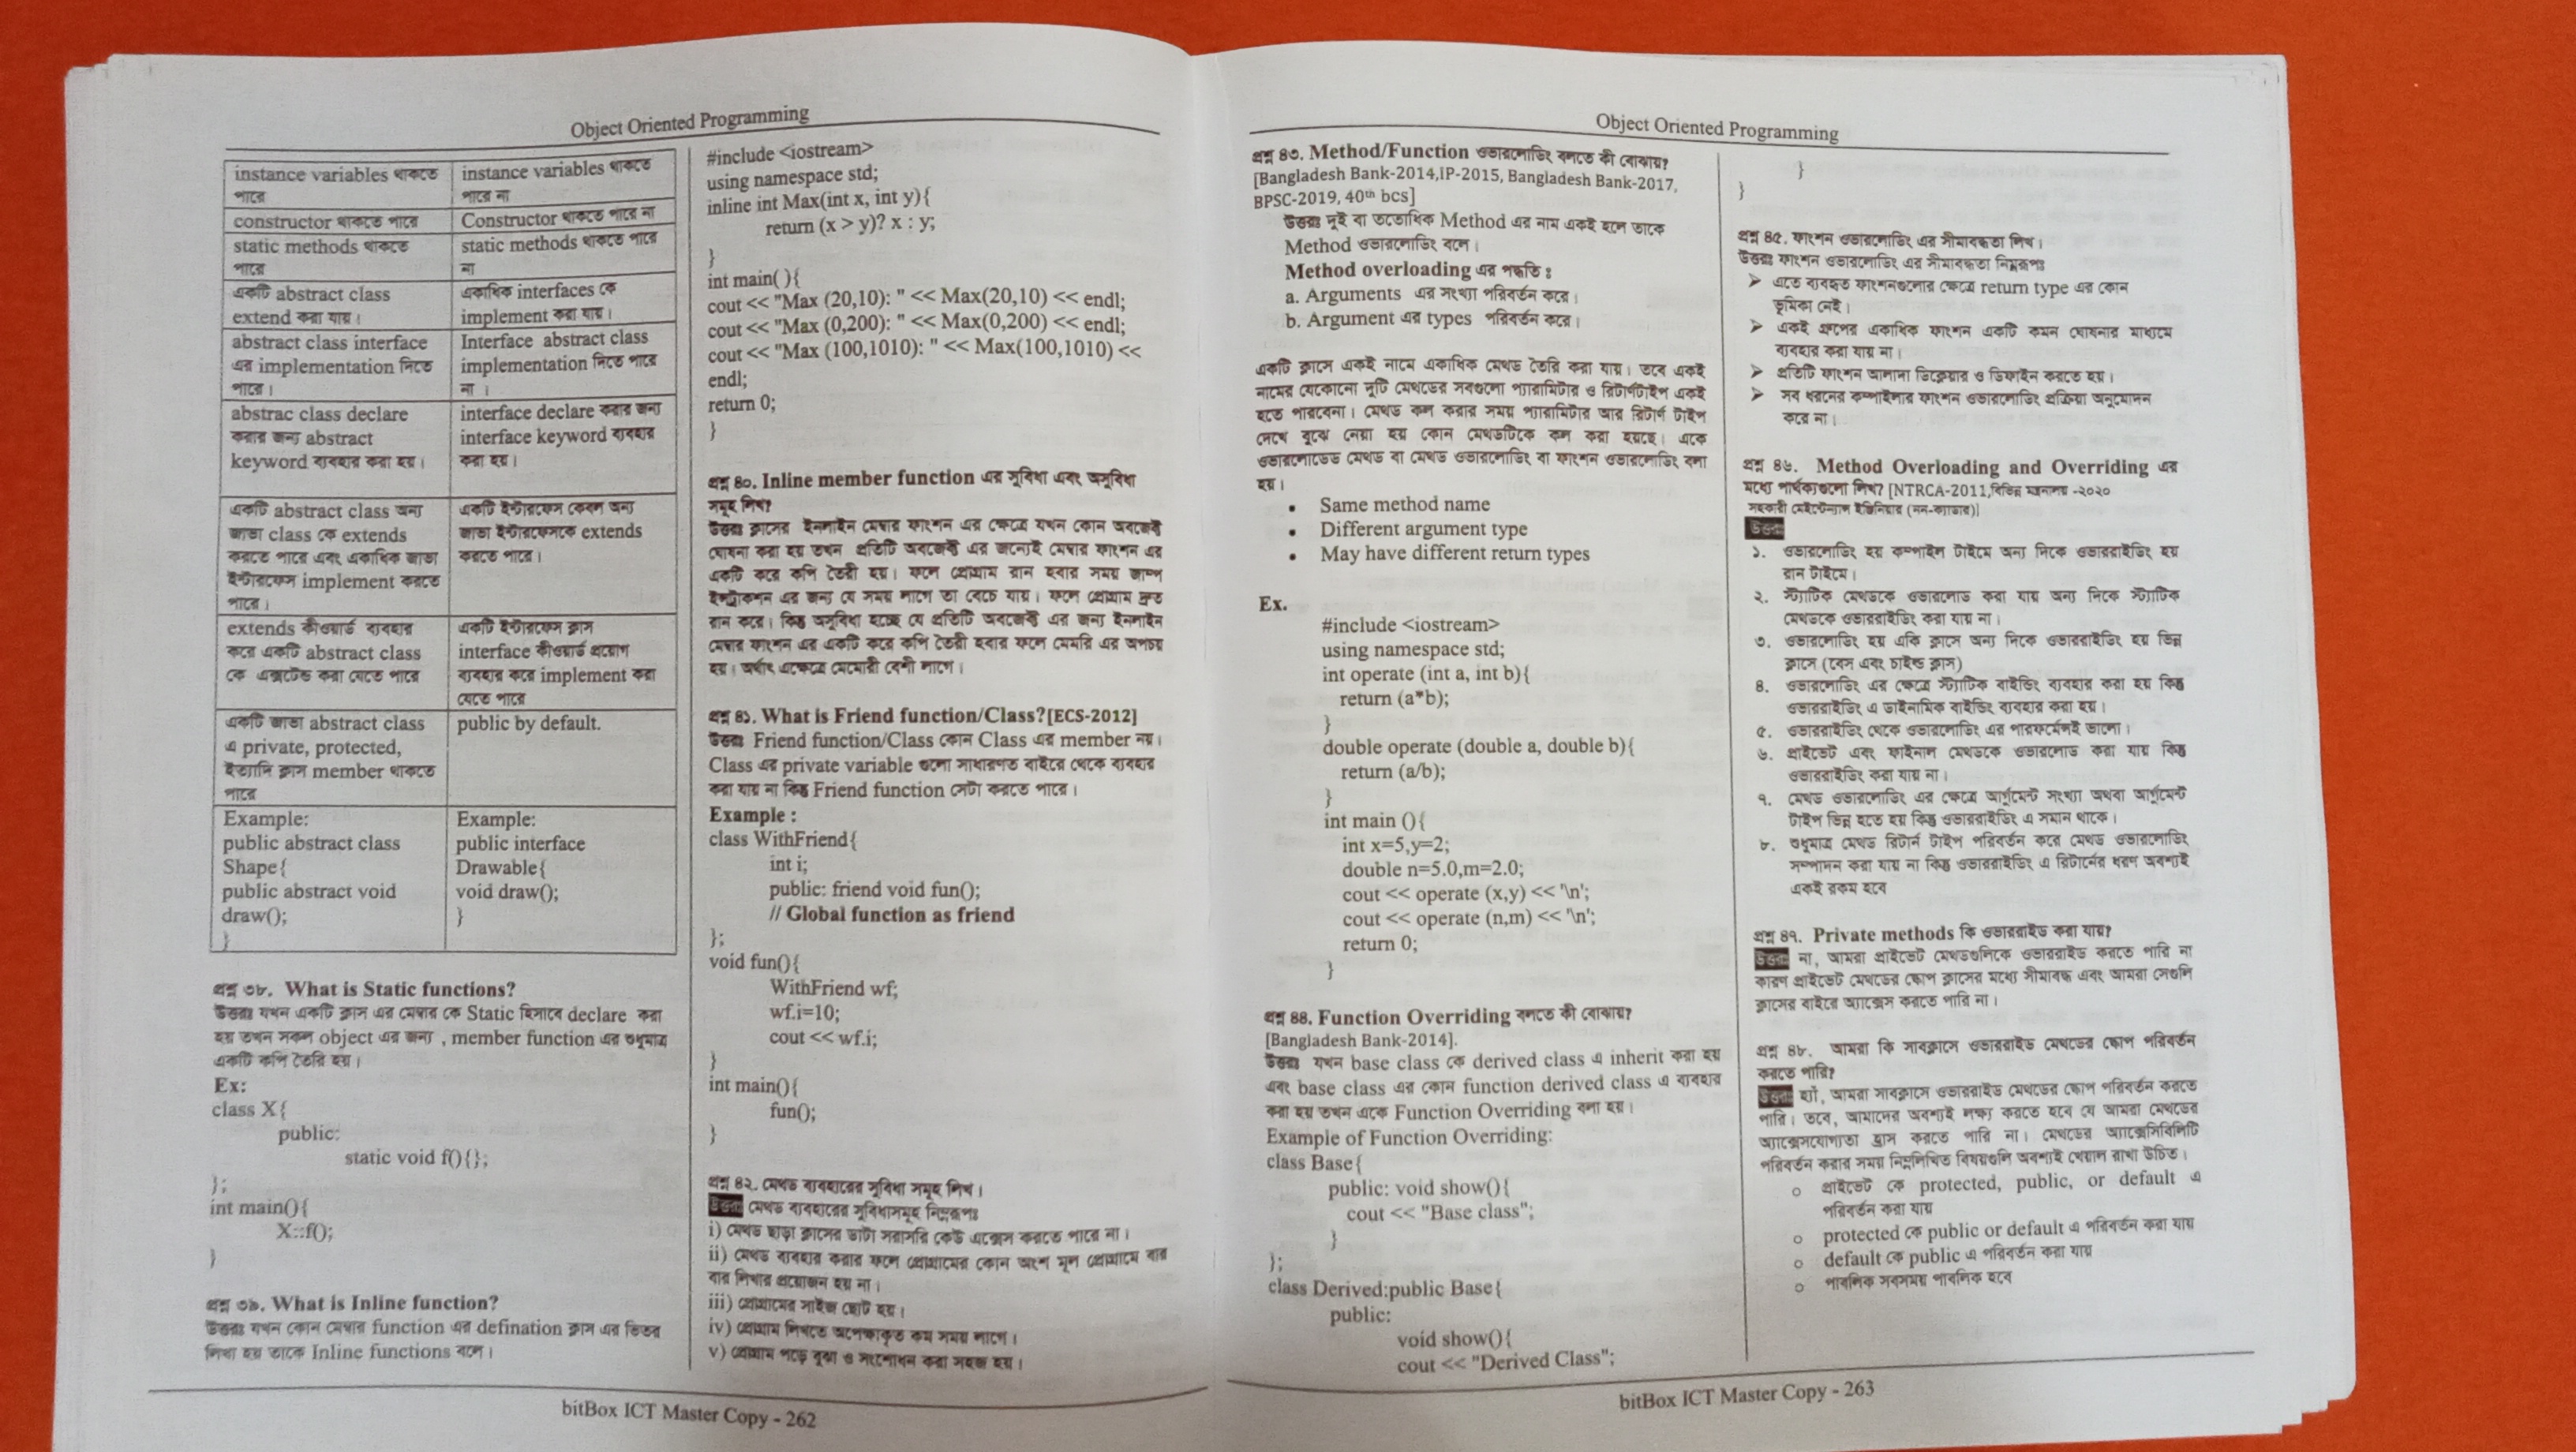 Object Oriented Programming
instance variables থাকতে
পারে
instance variables থাকতে
পারে না
constructor থাকতে পারে
Constructor থাকতে পারে না
static methods থাকতে
পারে
static methods থাকতে পারে
না
একটি abstract class
extend করা যায়।
একাধিক interfaces কে
implement করা যায়।
abstract class interface
এর implementation দিতে
পারে।
Interface abstract class
implementation দিতে পারে
না ।
abstrac class declare
করার জন্য abstract
keyword ব্যবহার করা হয়।
interface declare করার জন্য
interface keyword ব্যবহার
করা হয়।
একটি abstract class অন্য
জাভা class কে extends
করতে পারে এবং একাধিক জাভা
ইন্টারফেস implement করতে
পারে।
একটি ইন্টারফেস কেবল অন্য
জাভা ইন্টারফেসকে extends
করতে পারে।
extends কীওয়ার্ড ব্যবহার
করে একটি abstract class
কে এক্সটেন্ড করা যেতে পারে
একটি ইন্টারফেস ক্লাস
interface কীওয়ার্ড প্রয়োগ
ব্যবহার করে implement করা
যেতে পারে
একটি জাভা abstract class
এ private, protected,
ইত্যাদি ক্লাস member থাকতে
পারে
public by default.
Example:
public abstract class
Shape{
public abstract void
draw();
}
Example:
public interface
Drawable{
void draw();
}
প্রশ্ন ৩৮. What is Static functions?
উত্তরঃ যখন একটি ক্লাস এর মেম্বার কে Static হিসাবে declare করা
হয় তখন সকল object এর জন্য , member function এর শুধুমাত্র
একটি কপি তৈরি হয়।
Ex:
class X{
public:
static void f(){};
};
int main(){
X::f();
}
প্রশ্ন ৩৯. What is Inline function?
উত্তরঃ যখন কোন মেম্বার function এর defination ক্লাস এর ভিতর
লিখা হয় তাকে Inline functions বলে।
#include <iostream>
using namespace std;
inline int Max(int x, int y){
return (x > y)? x : y;
}
int main( ){
cout << "Max (20,10): " << Max(20,10) << endl;
cout << "Max (0,200): " << Max(0,200) << endl;
cout << "Max (100,1010): " << Max(100,1010) <<
endl;
return 0;
}
প্রশ্ন ৪০. Inline member function এর সুবিধা এবং অসুবিধা
সমূহ লিখ?
উত্তরঃ ক্লাসের ইনলাইন মেম্বার ফাংশন এর ক্ষেত্রে যখন কোন অবজেক্ট
ঘোষনা করা হয় তখন প্রতিটি অবজেক্ট এর জন্যেই মেম্বার ফাংশন এর
একটি করে কপি তৈরী হয়। ফলে প্রোগ্রাম রান হবার সময় জাম্প
ইন্সট্রাকশন এর জন্য যে সময় লাগে তা বেচে যায়। ফলে প্রোগ্রাম দ্রুত
রান করে। কিন্তু অসুবিধা হচ্ছে যে প্রতিটি অবজেক্ট এর জন্য ইনলাইন
মেম্বার ফাংশন এর একটি করে কপি তৈরী হবার ফলে মেমরি এর অপচয়
হয়। অর্থাৎ এক্ষেত্রে মেমোরী বেশী লাগে।
প্রশ্ন ৪১. What is Friend function/Class?[ECS-2012]
উত্তরঃ Friend function/Class কোন Class এর member নয়।
Class এর private variable গুলো সাধারণত বাইরে থেকে ব্যবহার
করা যায় না কিন্তু Friend function সেটা করতে পারে।
Example :
class WithFriend{
int i;
public: friend void fun();
// Global function as friend
};
void fun(){
WithFriend wf;
wf.i=10;
cout << wf.i;
}
int main(){
fun();
}
প্রশ্ন ৪২. মেথড ব্যবহারের সুবিধা সমূহ লিখ।
উত্তরঃ মেথড ব্যবহারের সুবিধাসমূহ নিম্নরূপঃ
i) মেথড ছাড়া ক্লাসের ডাটা সরাসরি কেউ এক্সেস করতে পারে না।
ii) মেথড ব্যবহার করার ফলে প্রোগ্রামের কোন অংশ মূল প্রোগ্রামে বার
বার লিখার প্রয়োজন হয় না।
iii) প্রোগ্রামের সাইজ ছোট হয়।
iv) প্রোগ্রাম লিখতে অপেক্ষাকৃত কম সময় লাগে।
v) প্রোগ্রাম পড়ে বুঝা ও সংশোধন করা সহজ হয়।
bitBox ICT Master Copy - 262
Object Oriented Programming
প্রশ্ন ৪৩. Method/Function ওভারলোডিং বলতে কী বোঝায়?
[Bangladesh Bank-2014,IP-2015, Bangladesh Bank-2017,
BPSC-2019, 40th bcs]
উত্তরঃ দুই বা ততোধিক Method এর নাম একই হলে তাকে
Method ওভারলোডিং বলে।
Method overloading এর পদ্ধতি ঃ
a. Arguments এর সংখ্যা পরিবর্তন করে।
b. Argument এর types পরিবর্তন করে।
একটি ক্লাসে একই নামে একাধিক মেথড তৈরি করা যায়। তবে একই
নামের যেকোনো দুটি মেথডের সবগুলো প্যারামিটার ও রিটার্ণটাইপ একই
হতে পারবেনা। মেথড কল করার সময় প্যারামিটার আর রিটার্ণ টাইপ
দেখে বুঝে নেয়া হয় কোন মেথডটিকে কল করা হয়ছে। একে
ওভারলোডেড মেথড বা মেথড ওভারলোডিং বা ফাংশন ওভারলোডিং বলা
হয়।
• Same method name
• Different argument type
• May have different return types
Ex.
#include <iostream>
using namespace std;
int operate (int a, int b){
return (a*b);
}
double operate (double a, double b){
return (a/b);
}
int main (){
int x=5,y=2;
double n=5.0,m=2.0;
cout << operate (x,y) << '\n';
cout << operate (n,m) << '\n';
return 0;
}
প্রশ্ন ৪৪. Function Overriding বলতে কী বোঝায়?
[Bangladesh Bank-2014].
উত্তরঃ যখন base class কে derived class এ inherit করা হয়
এবং base class এর কোন function derived class এ ব্যবহার
করা হয় তখন একে Function Overriding বলা হয়।
Example of Function Overriding:
class Base{
public: void show(){
cout << "Base class";
}
};
class Derived:public Base{
public:
void show(){
cout << "Derived Class";
}
}
প্রশ্ন ৪৫. ফাংশন ওভারলোডিং এর সীমাবদ্ধতা লিখ।
উত্তরঃ ফাংশন ওভারলোডিং এর সীমাবদ্ধতা নিম্নরূপঃ
➢ এতে ব্যবহৃত ফাংশনগুলোর ক্ষেত্রে return type এর কোন
ভূমিকা নেই।
➢ একই গ্রুপের একাধিক ফাংশন একটি কমন ঘোষনার মাধ্যমে
ব্যবহার করা যায় না।
➢ প্রতিটি ফাংশন আলাদা ডিক্লেয়ার ও ডিফাইন করতে হয়।
➢ সব ধরনের কম্পাইলার ফাংশন ওভারলোডিং প্রক্রিয়া অনুমোদন
করে না।
প্রশ্ন ৪৬. Method Overloading and Overriding এর
মধ্যে পার্থক্যগুলো লিখ? [NTRCA-2011,বিভিন্ন মন্ত্রনালয় -২০২০
সহকারী মেইন্টেন্যান্স ইঞ্জিনিয়ার (নন-ক্যাডার)]
উত্তরঃ
১. ওভারলোডিং হয় কম্পাইল টাইমে অন্য দিকে ওভাররাইডিং হয়
রান টাইমে।
২. স্ট্যাটিক মেথডকে ওভারলোড করা যায় অন্য দিকে স্ট্যাটিক
মেথডকে ওভাররাইডিং করা যায় না।
৩. ওভারলোডিং হয় একি ক্লাসে অন্য দিকে ওভাররাইডিং হয় ভিন্ন
ক্লাসে (বেস এবং চাইল্ড ক্লাস)
৪. ওভারলোডিং এর ক্ষেত্রে স্ট্যাটিক বাইন্ডিং ব্যবহার করা হয় কিন্তু
ওভাররাইডিং এ ডাইনামিক বাইন্ডিং ব্যবহার করা হয়।
৫. ওভাররাইডিং থেকে ওভারলোডিং এর পারফর্মেন্সই ভালো।
৬. প্রাইভেট এবং ফাইনাল মেথডকে ওভারলোড করা যায় কিন্তু
ওভাররাইডিং করা যায় না।
৭. মেথড ওভারলোডিং এর ক্ষেত্রে আর্গুমেন্ট সংখ্যা অথবা আর্গুমেন্ট
টাইপ ভিন্ন হতে হয় কিন্তু ওভাররাইডিং এ সমান থাকে।
৮. শুধুমাত্র মেথড রিটার্ন টাইপ পরিবর্তন করে মেথড ওভারলোডিং
সম্পাদন করা যায় না কিন্তু ওভাররাইডিং এ রিটার্নের ধরণ অবশ্যই
একই রকম হবে
প্রশ্ন ৪৭. Private methods কি ওভাররাইড করা যায়?
উত্তরঃ না, আমরা প্রাইভেট মেথডগুলিকে ওভাররাইড করতে পারি না
কারণ প্রাইভেট মেথডের স্কোপ ক্লাসের মধ্যে সীমাবদ্ধ এবং আমরা সেগুলি
ক্লাসের বাইরে অ্যাক্সেস করতে পারি না।
প্রশ্ন ৪৮. আমরা কি সাবক্লাসে ওভাররাইড মেথডের স্কোপ পরিবর্তন
করতে পারি?
উত্তরঃ হ্যাঁ, আমরা সাবক্লাসে ওভাররাইড মেথডের স্কোপ পরিবর্তন করতে
পারি। তবে, আমাদের অবশ্যই লক্ষ্য করতে হবে যে আমরা মেথডের
অ্যাক্সেসযোগ্যতা হ্রাস করতে পারি না। মেথডের অ্যাক্সেসিবিলিটি
পরিবর্তন করার সময় নিম্নলিখিত বিষয়গুলি অবশ্যই খেয়াল রাখা উচিত।
o প্রাইভেট কে protected, public, or default এ
পরিবর্তন করা যায়
o protected কে public or default এ পরিবর্তন করা যায়
o default কে public এ পরিবর্তন করা যায়
o পাবলিক সবসময় পাবলিক হবে
bitBox ICT Master Copy - 263